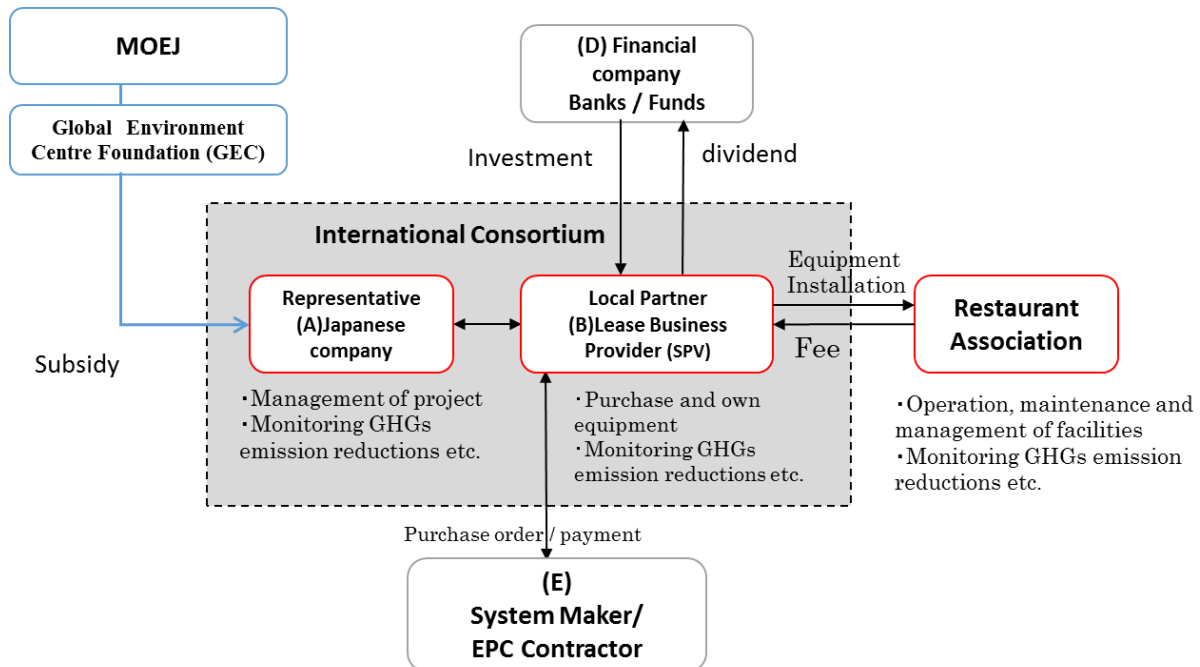 MOEJ
Global Environment
Centre Foundation (GEC)
Subsidy
(D) Financial
company
Banks / Funds
Investment
dividend
International Consortium
Representative
(A)Japanese
company
・Management of project
・Monitoring GHGs
emission reductions etc.
Local Partner
(B)Lease Business
Provider (SPV)
・Purchase and own
equipment
・Monitoring GHGs
emission reductions etc.
Equipment
Installation
Fee
Restaurant
Association
・Operation, maintenance and
management of facilities
・Monitoring GHGs emission
reductions etc.
Purchase order / payment
(E)
System Maker/
EPC Contractor